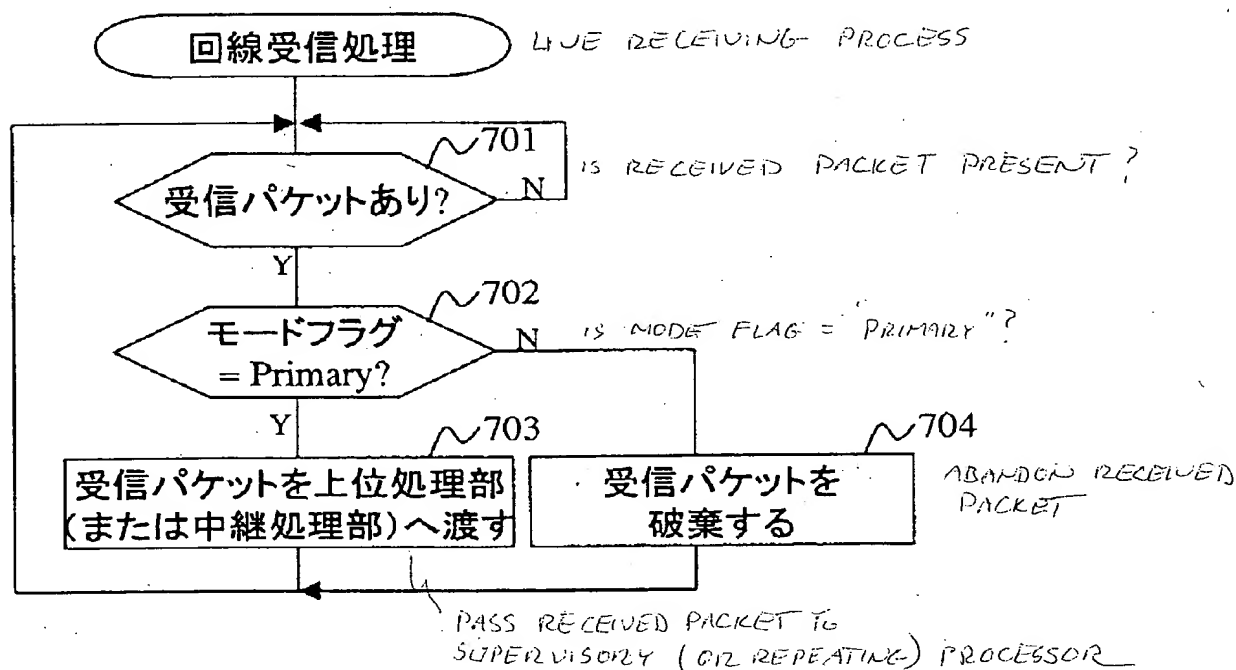 回線受信処理
LINE RECEIVING PROCESS
701
受信パケットあり?
N
IS RECEIVED PACKET PRESENT?
Y
702
モードフラグ
= Primary?
N
IS MODE FLAG = "PRIMARY"?
Y
703
受信パケットを上位処理部
(または中継処理部)へ渡す
704
受信パケットを
破棄する
ABANDON RECEIVED
PACKET
PASS RECEIVED PACKET TO
SUPERVISORY (OR REPEATING) PROCESSOR